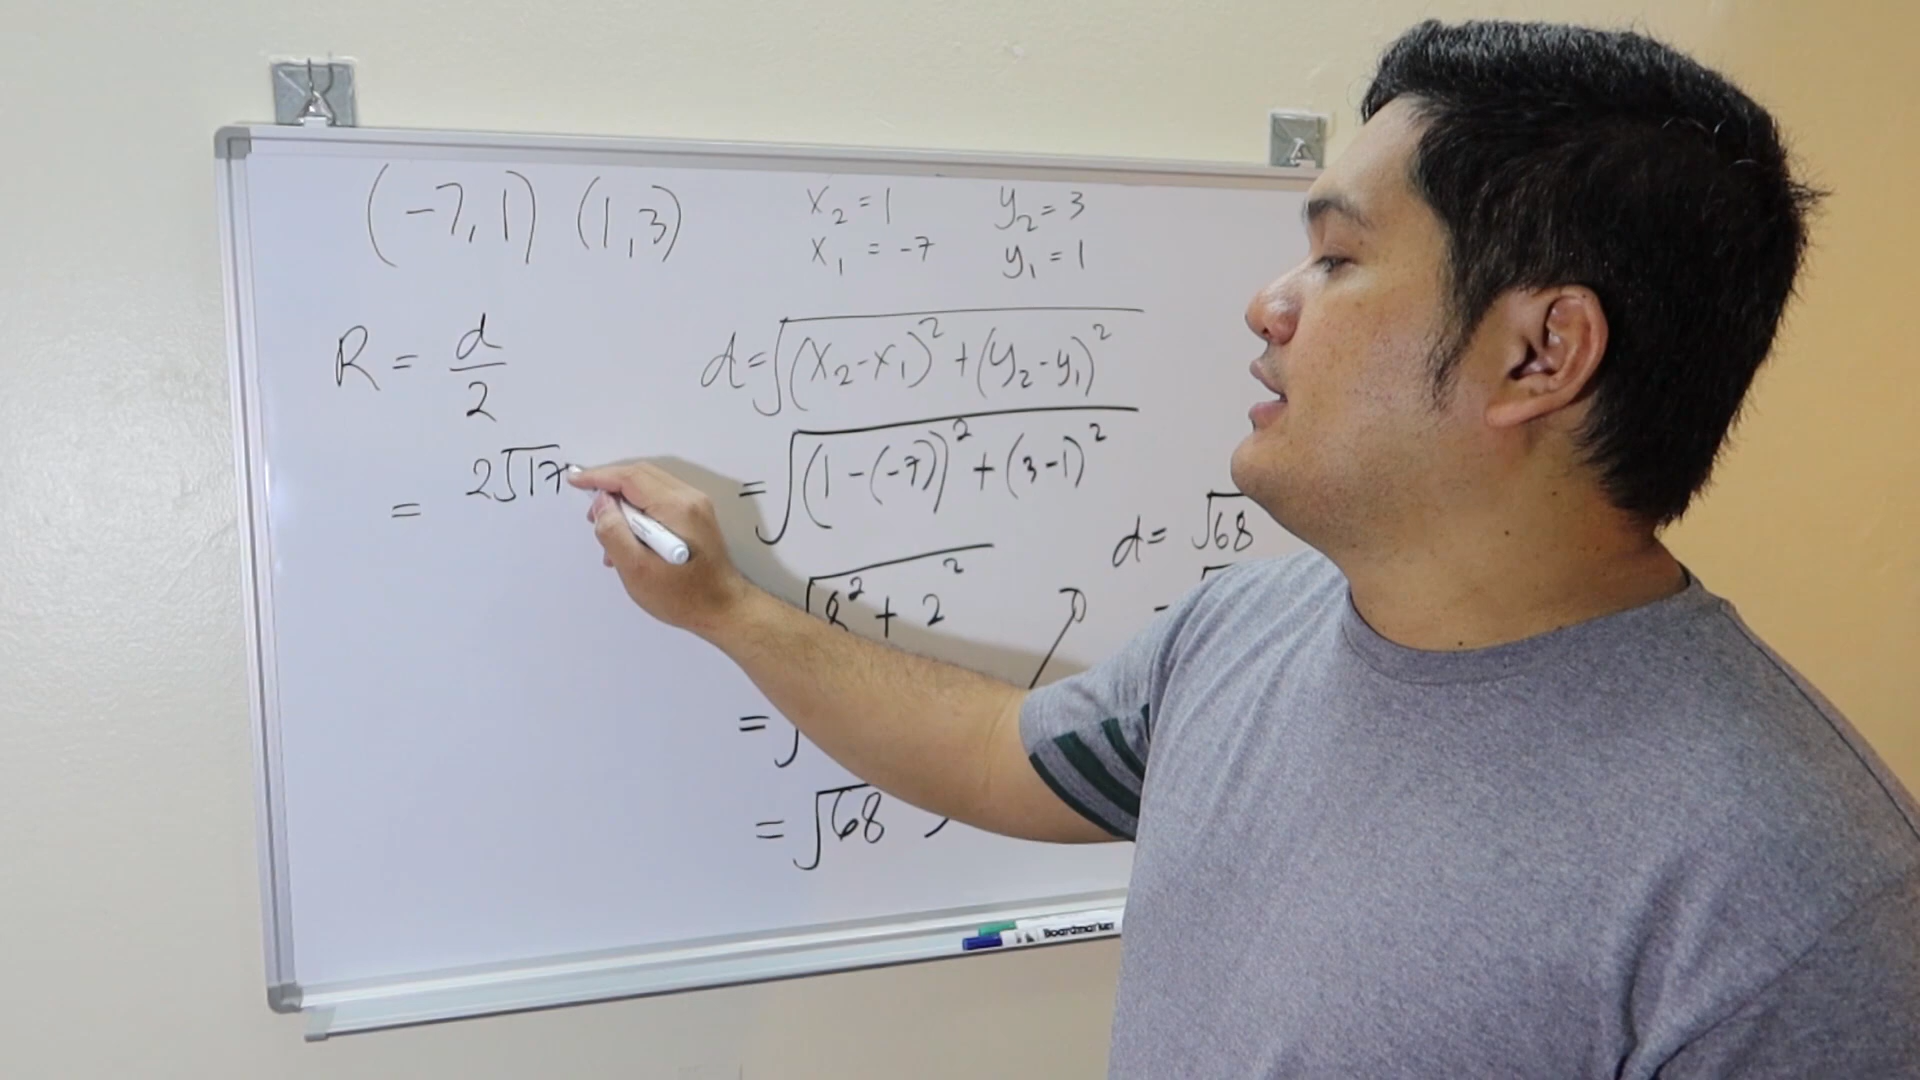 (-7,1) (1,3)
x₂ = 1
x₁ = -7
y₂ = 3
y₁ = 1
R = d/2
= 2√17
d = √(x₂-x₁)² + (y₂-y₁)²
= √(1-(-7))² + (3-1)²
√8² + 2²
= √
= √68
d = √68
Boardmarker